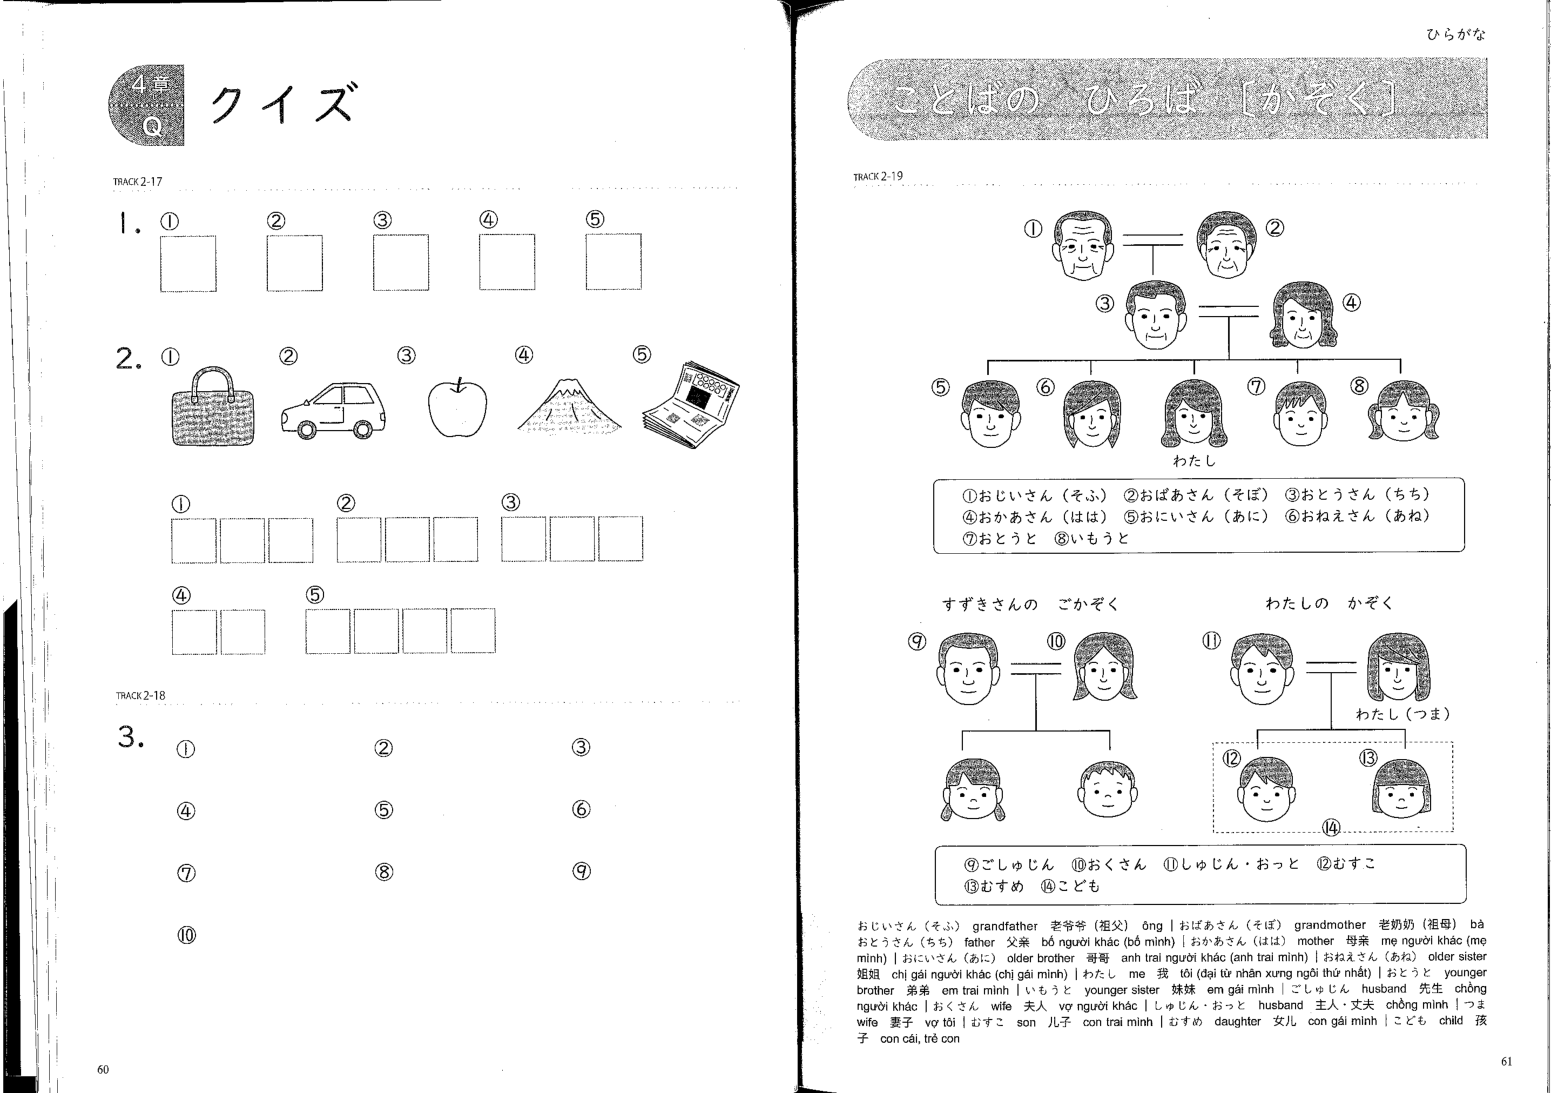 4章
Q
クイズ
TRACK 2-17
1. ① ② ③ ④ ⑤
2. ① ② ③ ④ ⑤
① ② ③
④ ⑤
TRACK 2-18
3. ① ② ③
④ ⑤ ⑥
⑦ ⑧ ⑨
⑩
60
ひらがな
ことばの ひろば [かぞく]
TRACK 2-19
① ②
③ ④
⑤ ⑥ ⑦ ⑧
わたし
①おじいさん（そふ） ②おばあさん（そぼ） ③おとうさん（ちち）
④おかあさん（はは） ⑤おにいさん（あに） ⑥おねえさん（あね）
⑦おとうと ⑧いもうと
すずきさんの ごかぞく
⑨ ⑩
わたしの かぞく
⑪
わたし（つま）
⑫ ⑬
⑭
⑨ごしゅじん ⑩おくさん ⑪しゅじん・おっと ⑫むすこ
⑬むすめ ⑭こども
おじいさん（そふ） grandfather 老爷爷（祖父） ông | おばあさん（そぼ） grandmother 老奶奶（祖母） bà
おとうさん（ちち） father 父亲 bố người khác (bố mình) | おかあさん（はは） mother 母亲 mẹ người khác (mẹ
mình) | おにいさん（あに） older brother 哥哥 anh trai người khác (anh trai mình) | おねえさん（あね） older sister
姐姐 chị gái người khác (chị gái mình) | わたし me 我 tôi (đại từ nhân xưng ngôi thứ nhất) | おとうと younger
brother 弟弟 em trai mình | いもうと younger sister 妹妹 em gái mình | ごしゅじん husband 先生 chồng
người khác | おくさん wife 夫人 vợ người khác | しゅじん・おっと husband 主人・丈夫 chồng mình | つま
wife 妻子 vợ tôi | むすこ son 儿子 con trai mình | むすめ daughter 女儿 con gái mình | こども child 孩
子 con cái, trẻ con
61